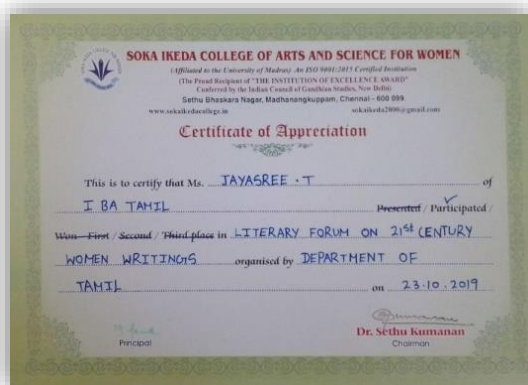 SOKA IKEDA COLLEGE OF ARTS AND SCIENCE FOR WOMEN
(Affiliated to the University of Madras) An ISO 9001:2015 Certified Institution
(The Proud Recipient of "THE INSTITUTION OF EXCELLENCE AWARD"
Conferred by the Indian Council of Gandhian Studies, New Delhi)
Sethu Bhaskara Nagar, Madhanangkuppam, Chennai - 600 099
www.sokaikedacollege.in sokaikeda2000@gmail.com
Certificate of Appreciation
This is to certify that Ms. JAYASREE . T of
I BA TAMIL Presented / Participated /
Won - First / Second / Third place in LITERARY FORUM ON 21st CENTURY
WOMEN WRITINGS organised by DEPARTMENT OF
TAMIL on 23.10.2019
Principal
Dr. Sethu Kumanan
Chairman